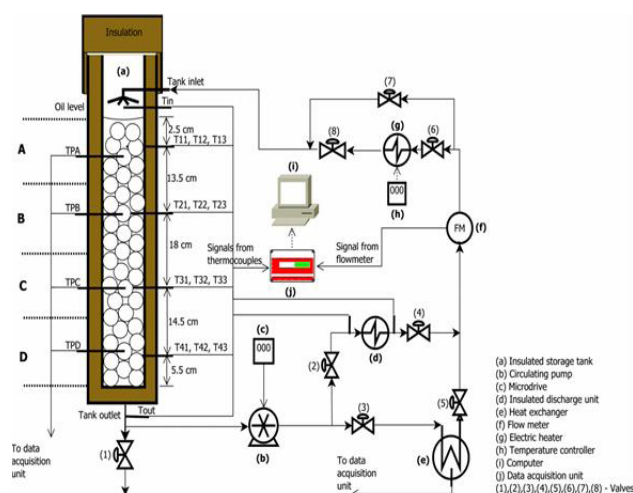 Insulation
(a)
Tank inlet
Tin
Oil level
2.5 cm
T11, T12, T13
A
TPA
13.5 cm
B
TPB
T21, T22, T23
18 cm
C
TPC
T31, T32, T33
14.5 cm
D
TPD
T41, T42, T43
5.5 cm
Tank outlet
Tout
(1)
To data
acquisition
unit
(7)
(8)
(g)
(6)
(i)
000
(h)
FM
(f)
Signals from
thermocouples
Signal from
flowmeter
(j)
(c)
000
(4)
(2)
(d)
(5)
(3)
(b)
(e)
To data
acquisition
unit
(a) Insulated storage tank
(b) Circulating pump
(c) Microdrive
(d) Insulated discharge unit
(e) Heat exchanger
(f) Flow meter
(g) Electric heater
(h) Temperature controller
(i) Computer
(j) Data acquisition unit
(1),(2),(3),(4),(5),(6),(7),(8) - Valves